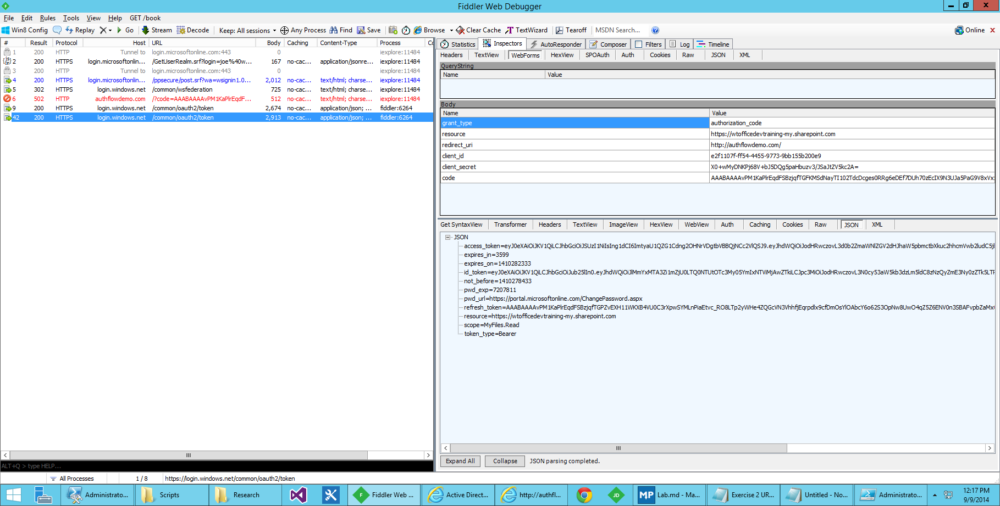 Fiddler Web Debugger
File Edit Rules Tools View Help GET /book
Win8 Config Replay Go Stream Decode Keep: All sessions Any Process Find Save Browse Clear Cache TextWizard Tearoff MSDN Search... Online
# Result Protocol Host URL Body Caching Content-Type Process Co
1 200 HTTP Tunnel to login.microsoftonline.com:443 0 iexplore:11484
2 200 HTTPS login.microsoftonlin... /GetUserRealm.srf?login=joe%40w... 167 no-cac... application/jsonre... iexplore:11484
3 200 HTTP Tunnel to login.microsoftonline.com:443 0 iexplore:11484
4 200 HTTPS login.microsoftonlin... /ppsecure/post.srf?wa=wsignin1.0... 2,012 no-cac... text/html; charse... iexplore:11484
5 302 HTTPS login.windows.net /common/wsfederation 725 no-cac... text/html; charse... iexplore:11484
6 502 HTTP authflowdemo.com /?code=AAABAAAAvPM1KaPlrEqdF... 512 no-cac... text/html; charse... iexplore:11484
9 200 HTTPS login.windows.net /common/oauth2/token 2,674 no-cac... application/json; ... fiddler:6264
42 200 HTTPS login.windows.net /common/oauth2/token 2,913 no-cac... application/json; ... fiddler:6264
ALT+Q > type HELP...
All Processes 1 / 8 https://login.windows.net/common/oauth2/token
Statistics Inspectors AutoResponder Composer Filters Log Timeline
Headers TextView WebForms HexView SPOAuth Auth Cookies Raw JSON XML
QueryString
Name Value
Body
Name Value
grant_type authorization_code
resource https://wtofficedevtraining-my.sharepoint.com
redirect_uri http://authflowdemo.com/
client_id e2f1107f-ff54-4455-9773-9bb155b200e9
client_secret X0+wMyDNKPj68V+bJ5DQg5paHbuzv3/JSaJtZV5kc2A=
code
Get SyntaxView Transformer Headers TextView ImageView HexView WebView Auth Caching Cookies Raw JSON XML
JSON
access_token=
expires_in=3599
expires_on=1410282333
id_token=
not_before=1410278433
pwd_exp=7207811
pwd_url=https://portal.microsoftonline.com/ChangePassword.aspx
refresh_token=
resource=https://wtofficedevtraining-my.sharepoint.com
scope=MyFiles.Read
token_type=Bearer
Expand All Collapse JSON parsing completed.
Administrato... Scripts Research Fiddler Web ... Active Direct... http://authfl... JD MP Lab.md - Ma... Exercise 2 UR... Untitled - No... Administrato... 12:17 PM
9/9/2014